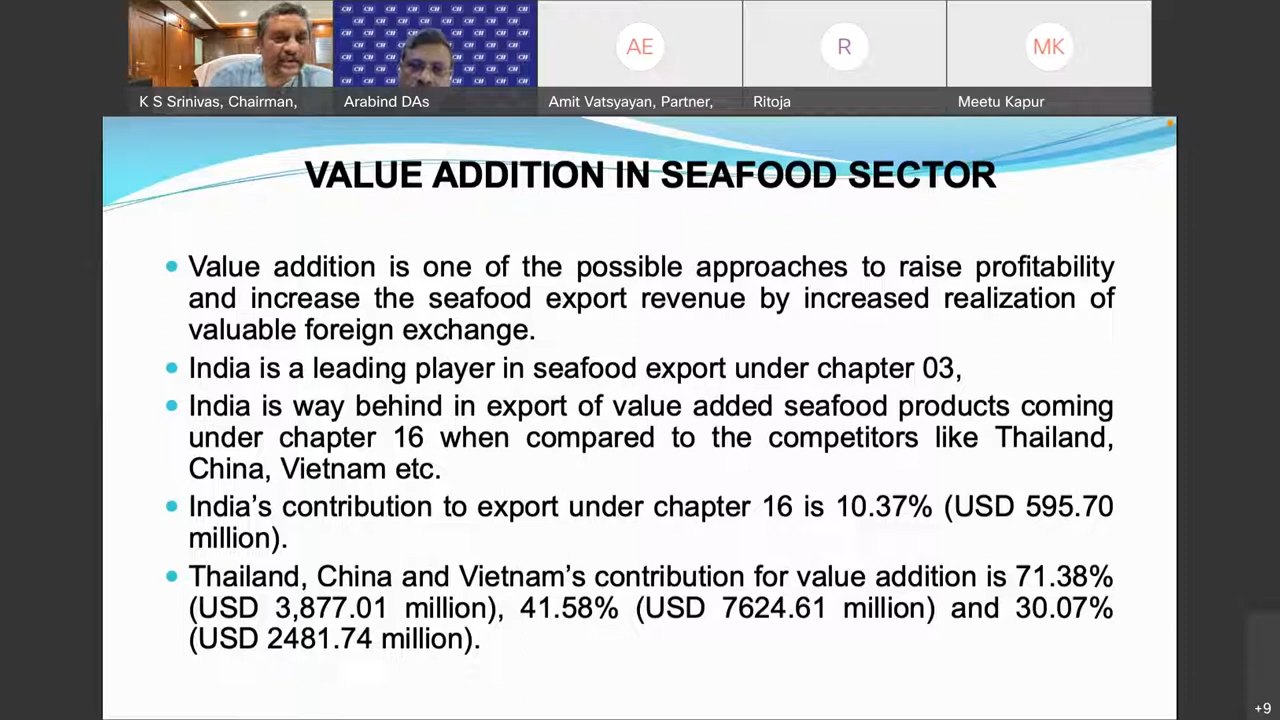 AE
R
MK
K S Srinivas, Chairman,
Arabind DAs
Amit Vatsyayan, Partner,
Ritoja
Meetu Kapur
VALUE ADDITION IN SEAFOOD SECTOR
Value addition is one of the possible approaches to raise profitability
and increase the seafood export revenue by increased realization of
valuable foreign exchange.
India is a leading player in seafood export under chapter 03,
India is way behind in export of value added seafood products coming
under chapter 16 when compared to the competitors like Thailand,
China, Vietnam etc.
India’s contribution to export under chapter 16 is 10.37% (USD 595.70
million).
Thailand, China and Vietnam’s contribution for value addition is 71.38%
(USD 3,877.01 million), 41.58% (USD 7624.61 million) and 30.07%
(USD 2481.74 million).
+9